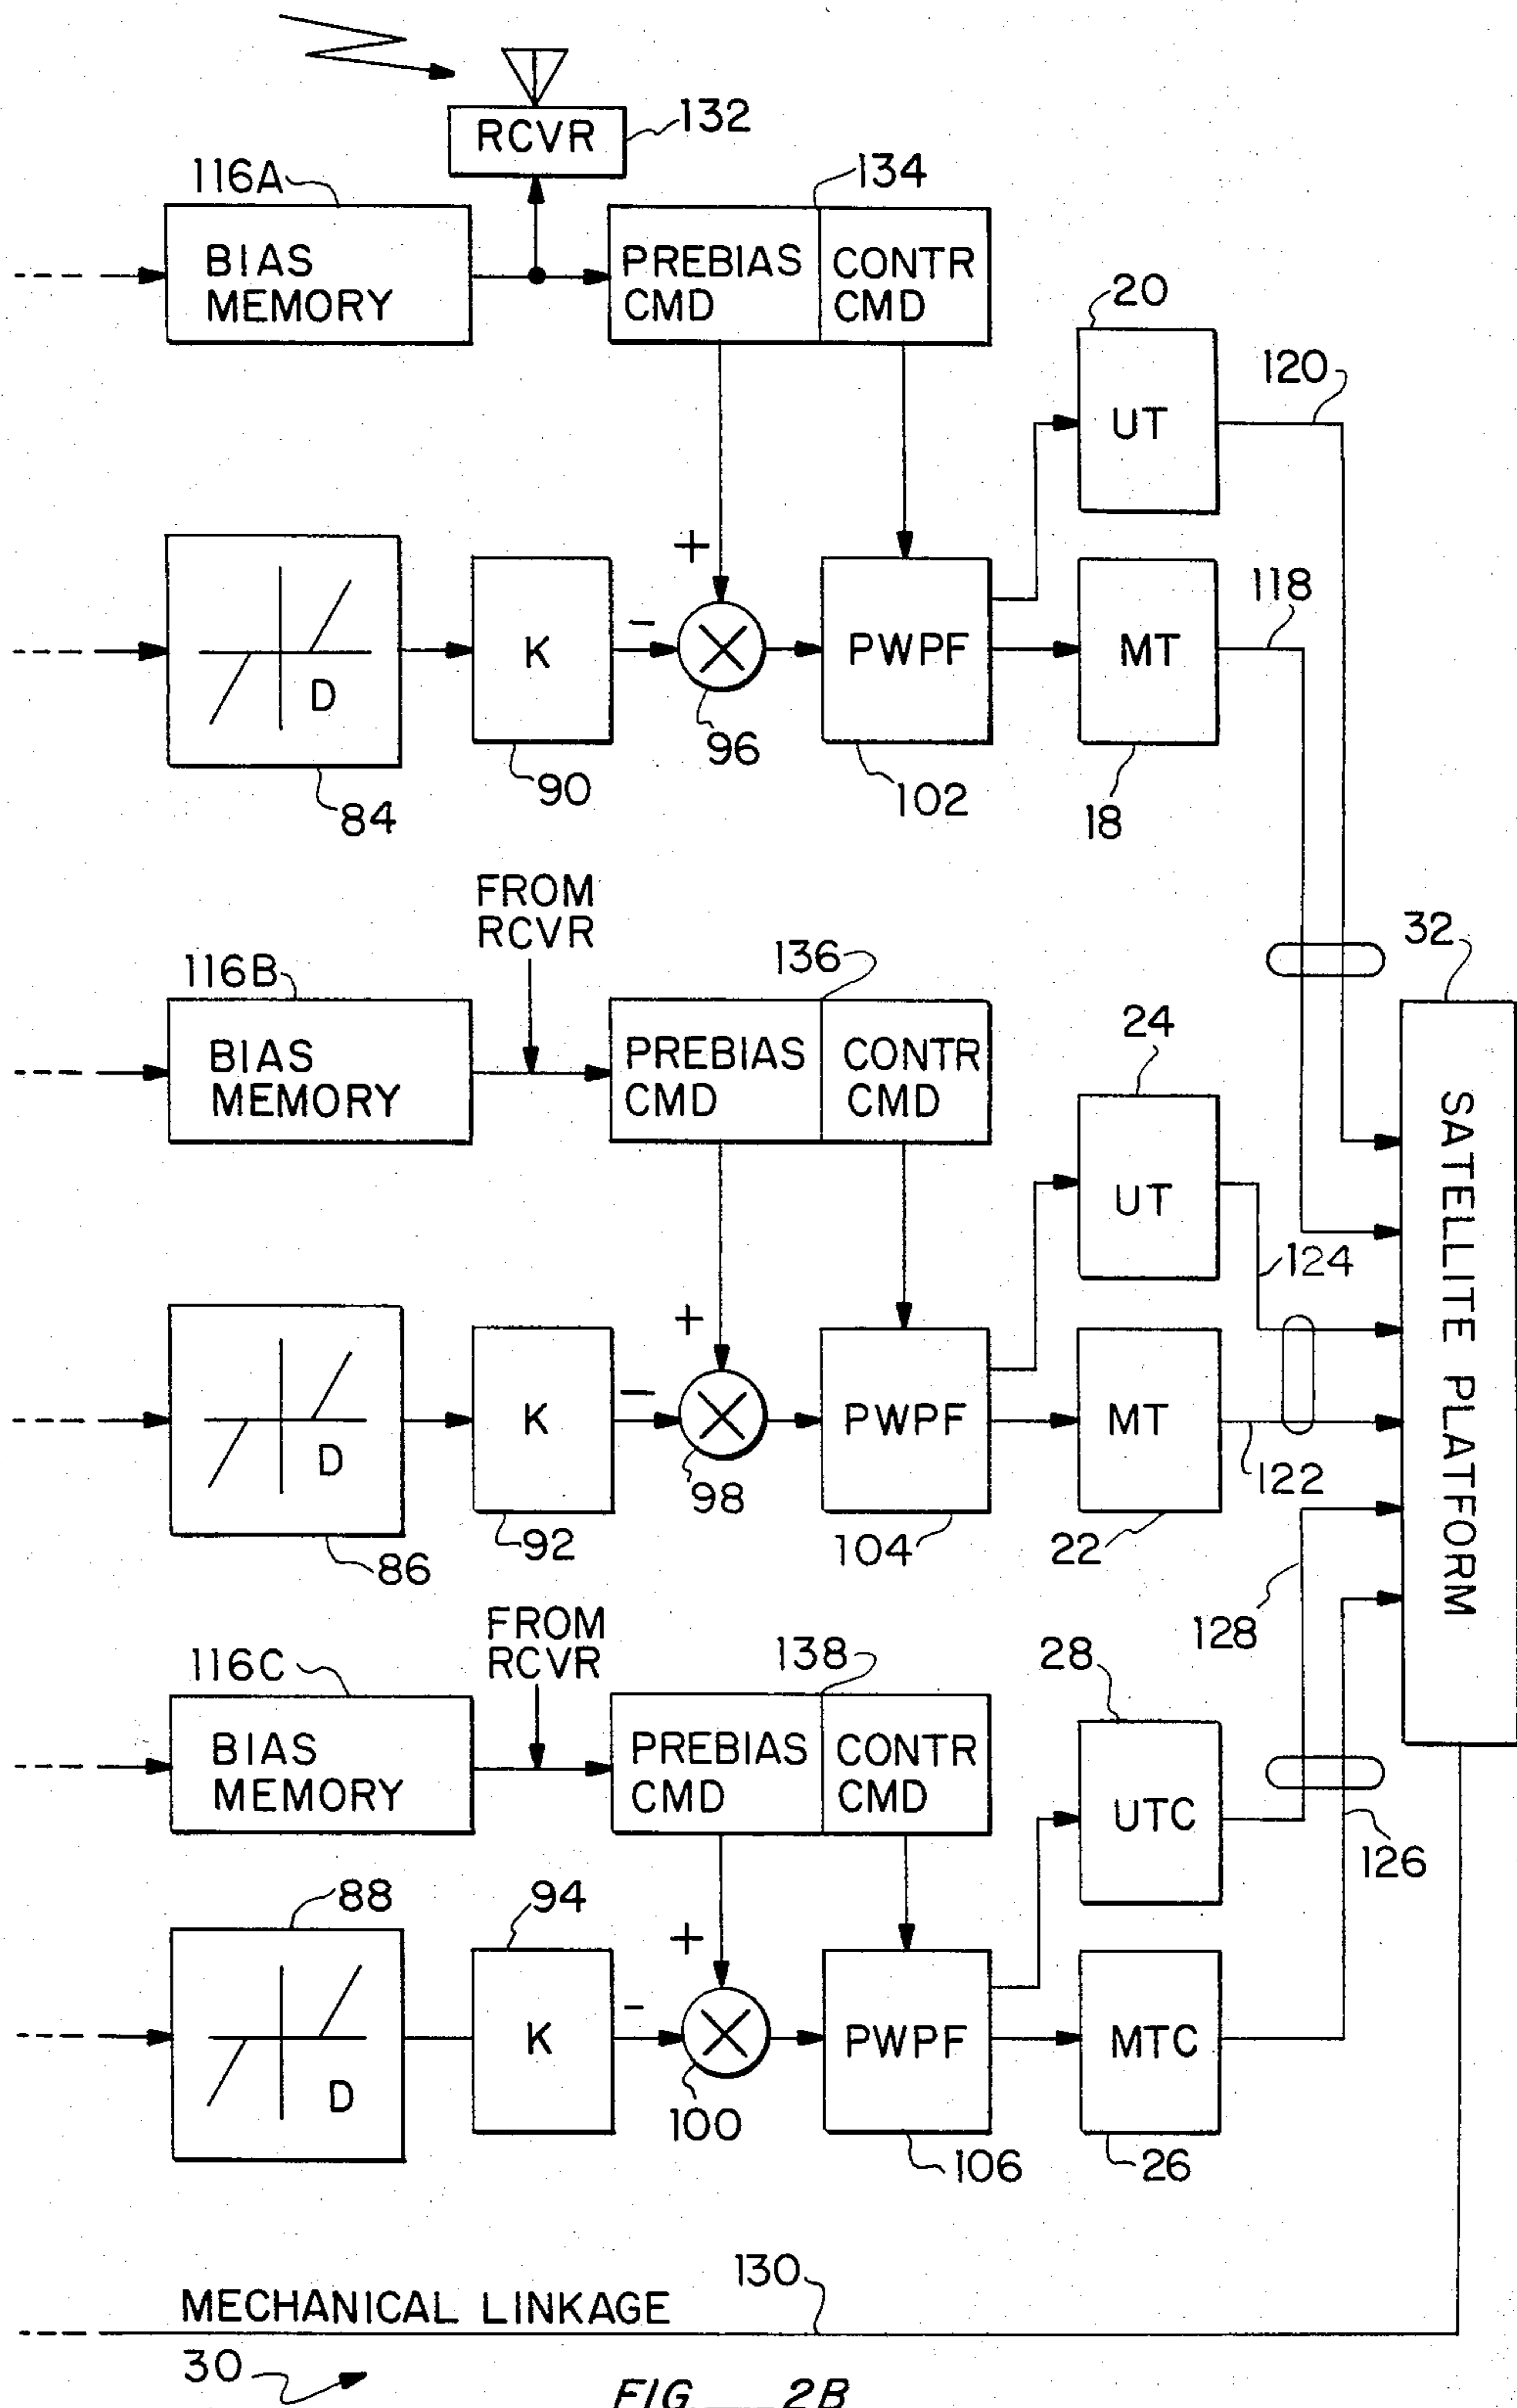 RCVR
132
116A
134
BIAS
MEMORY
PREBIAS
CMD
CONTR
CMD
20
120
UT
+
118
D
K
-
PWPF
MT
96
84
90
102
18
FROM
RCVR
32
116B
136
24
BIAS
MEMORY
PREBIAS
CMD
CONTR
CMD
UT
SATELLITE PLATFORM
124
+
D
K
-
PWPF
MT
122
98
86
92
104
22
FROM
RCVR
128
116C
138
28
BIAS
MEMORY
PREBIAS
CMD
CONTR
CMD
UTC
126
88
94
+
D
K
-
PWPF
MTC
100
106
26
130
MECHANICAL LINKAGE
30
FIG 2B